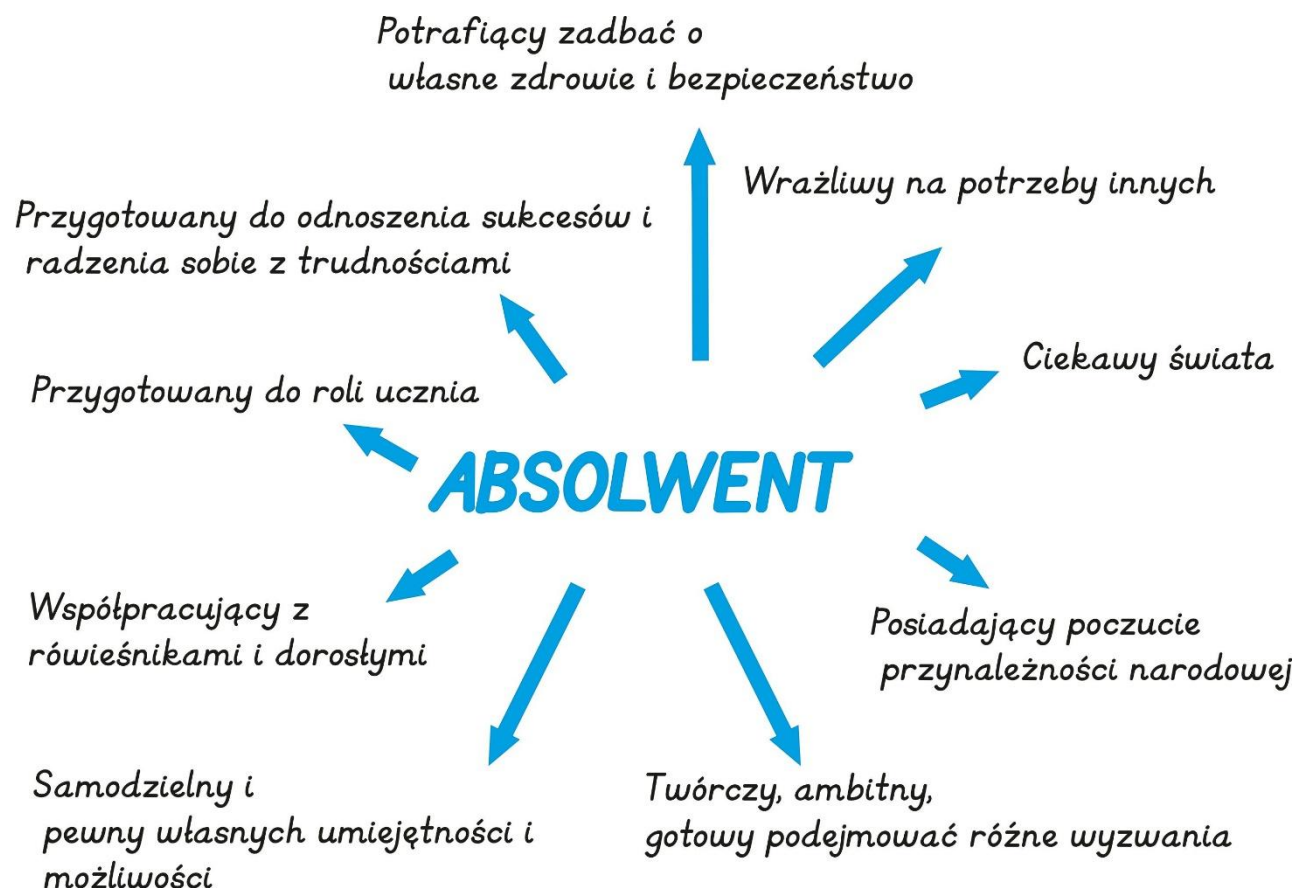 Potrafiący zadbać o
własne zdrowie i bezpieczeństwo
Wrażliwy na potrzeby innych
Przygotowany do odnoszenia sukcesów i
radzenia sobie z trudnościami
Ciekawy świata
Przygotowany do roli ucznia
ABSOLWENT
Współpracujący z
rówieśnikami i dorosłymi
Posiadający poczucie
przynależności narodowej
Samodzielny i
pewny własnych umiejętności i
możliwości
Twórczy, ambitny,
gotowy podejmować różne wyzwania